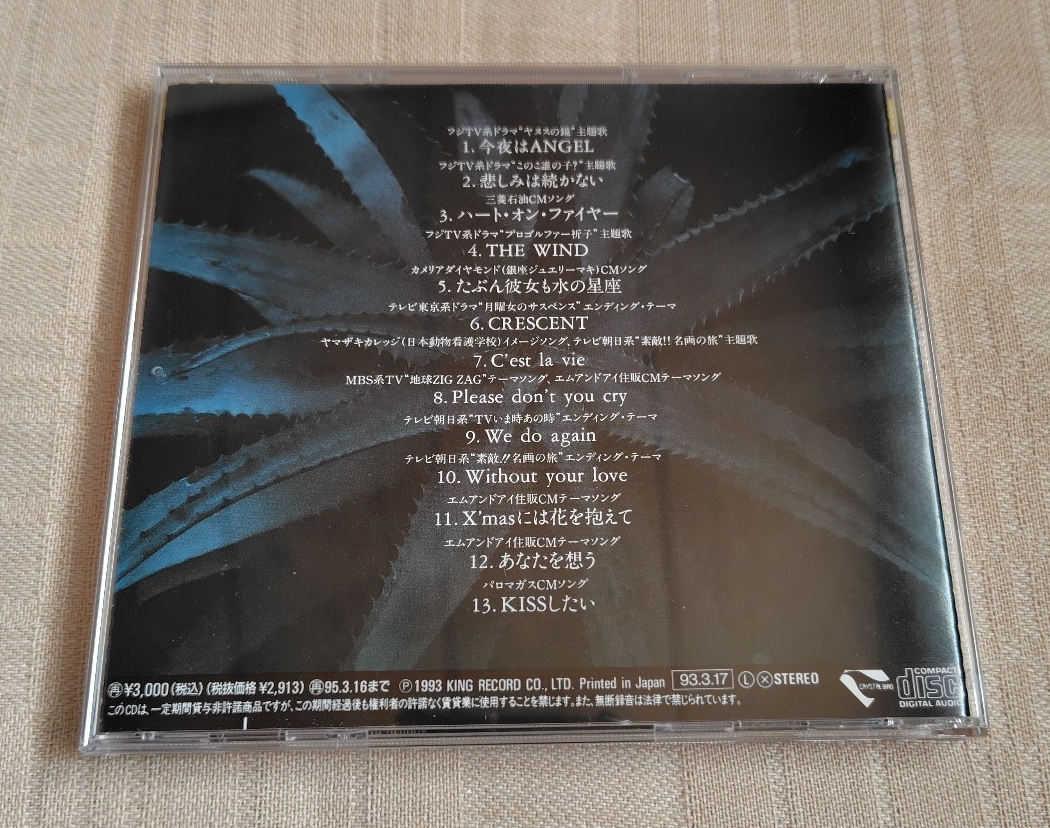 フジTV系ドラマ“ヤヌスの鏡”主題歌
1. 今夜はANGEL
フジTV系ドラマ“このこ誰の子?”主題歌
2. 悲しみは続かない
三菱石油CMソング
3. ハート・オン・ファイヤー
フジTV系ドラマ“プロゴルファー祈子”主題歌
4. THE WIND
カメリアダイヤモンド(銀座ジュエリーマキ)CMソング
5. たぶん彼女も水の星座
テレビ東京系ドラマ“月曜女のサスペンス”エンディング・テーマ
6. CRESCENT
ヤマザキカレッジ(日本動物看護学校)イメージソング、テレビ朝日系“素敵!!名画の旅”主題歌
7. C'est la vie
MBS系TV“地球ZIG ZAG”テーマソング、エムアンドアイ住販CMテーマソング
8. Please don't you cry
テレビ朝日系“TVいま時あの時”エンディング・テーマ
9. We do again
テレビ朝日系“素敵!!名画の旅”エンディング・テーマ
10. Without your love
エムアンドアイ住販CMテーマソング
11. X'masには花を抱えて
エムアンドアイ住販CMテーマソング
12. あなたを想う
パロマガスCMソング
13. KISSしたい
再¥3,000(税込)(税抜価格 ¥2,913) 再95.3.16まで Ⓟ1993 KING RECORD CO., LTD. Printed in Japan 93.3.17 Ⓛ Ⓧ STEREO
このCDは、一定期間貸与非許諾商品ですが、この期間経過後も権利者の許諾なく賃貸業に使用することを禁じます。また、無断録音は法律で禁じられています。
CRYSTAL BIRD
COMPACT
disc
DIGITAL AUDIO